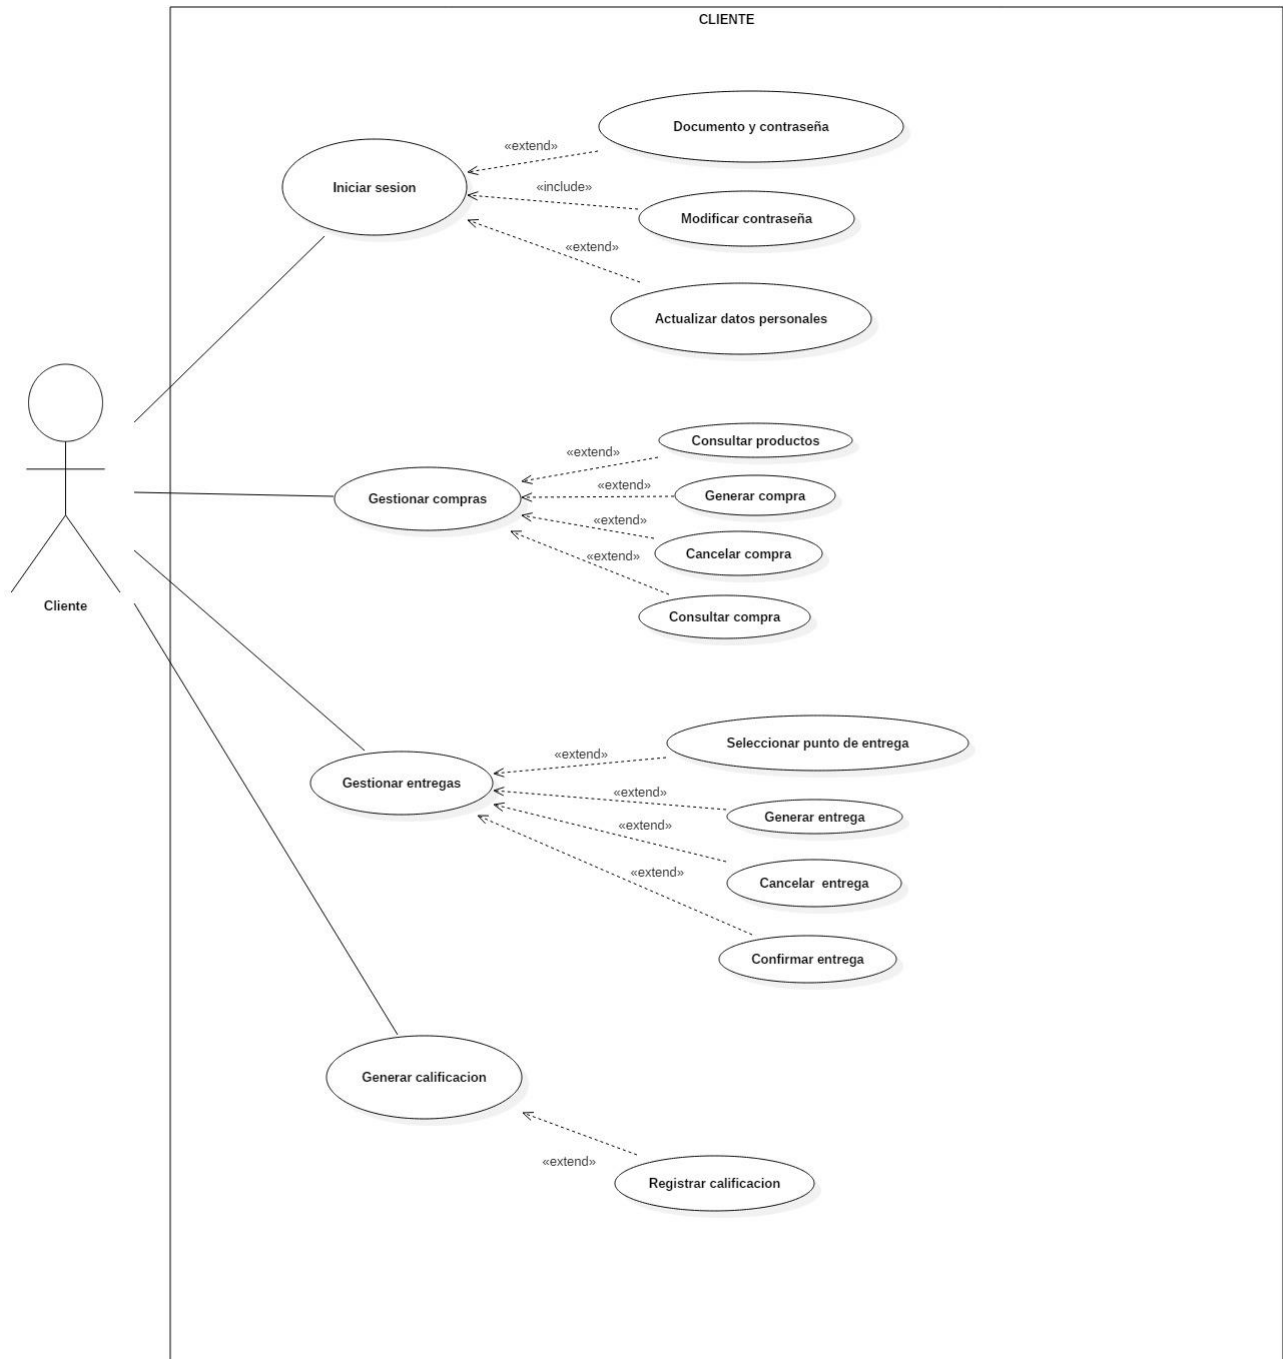 CLIENTE
Documento y contraseña
«extend»
Iniciar sesion
«include»
Modificar contraseña
«extend»
Actualizar datos personales
Consultar productos
«extend»
«extend»
Generar compra
Gestionar compras
«extend»
Cancelar compra
«extend»
Consultar compra
Cliente
Seleccionar punto de entrega
«extend»
Gestionar entregas
«extend»
Generar entrega
«extend»
Cancelar  entrega
«extend»
Confirmar entrega
Generar calificacion
«extend»
Registrar calificacion